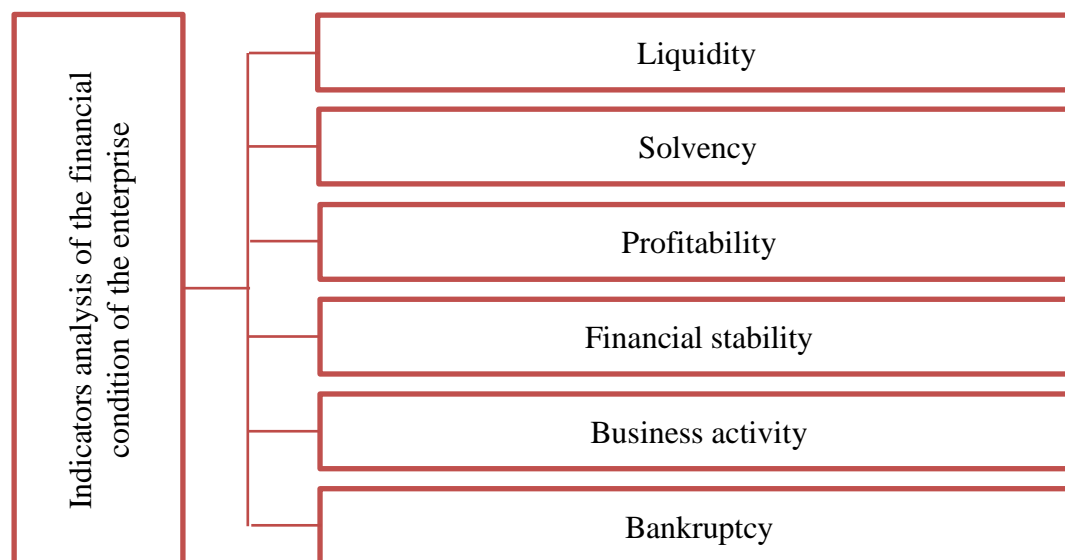 Indicators analysis of the financial
condition of the enterprise
Liquidity
Solvency
Profitability
Financial stability
Business activity
Bankruptcy